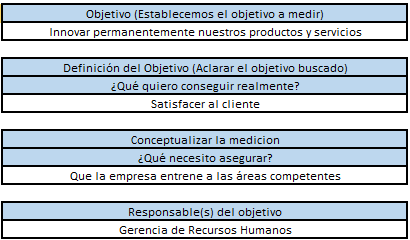 Objetivo (Establecemos el objetivo a medir)
Innovar permanentemente nuestros productos y servicios
Definición del Objetivo (Aclarar el objetivo buscado)
¿Qué quiero conseguir realmente?
Satisfacer al cliente
Conceptualizar la medicion
¿Qué necesito asegurar?
Que la empresa entrene a las áreas competentes
Responsable(s) del objetivo
Gerencia de Recursos Humanos